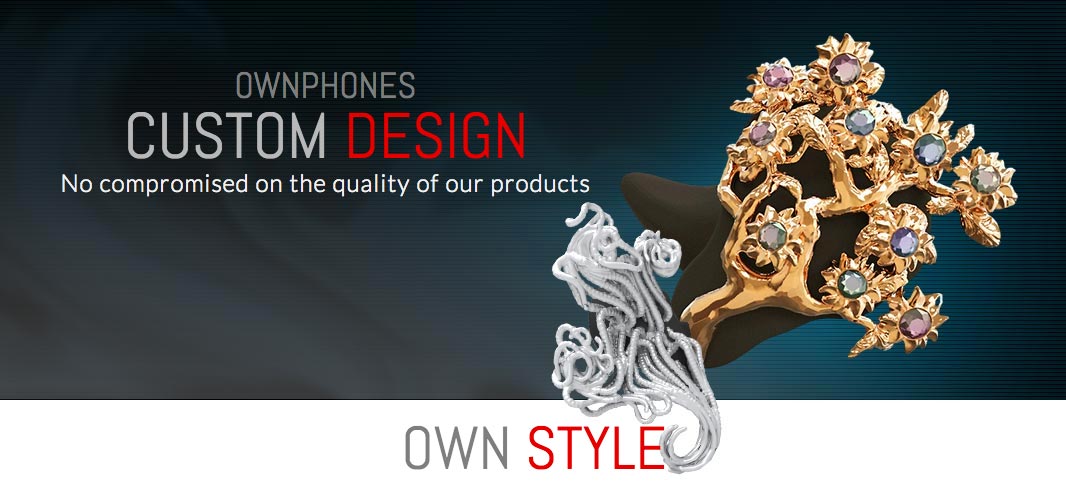 OWNPHONES
CUSTOM DESIGN
No compromised on the quality of our products
OWN STYLE